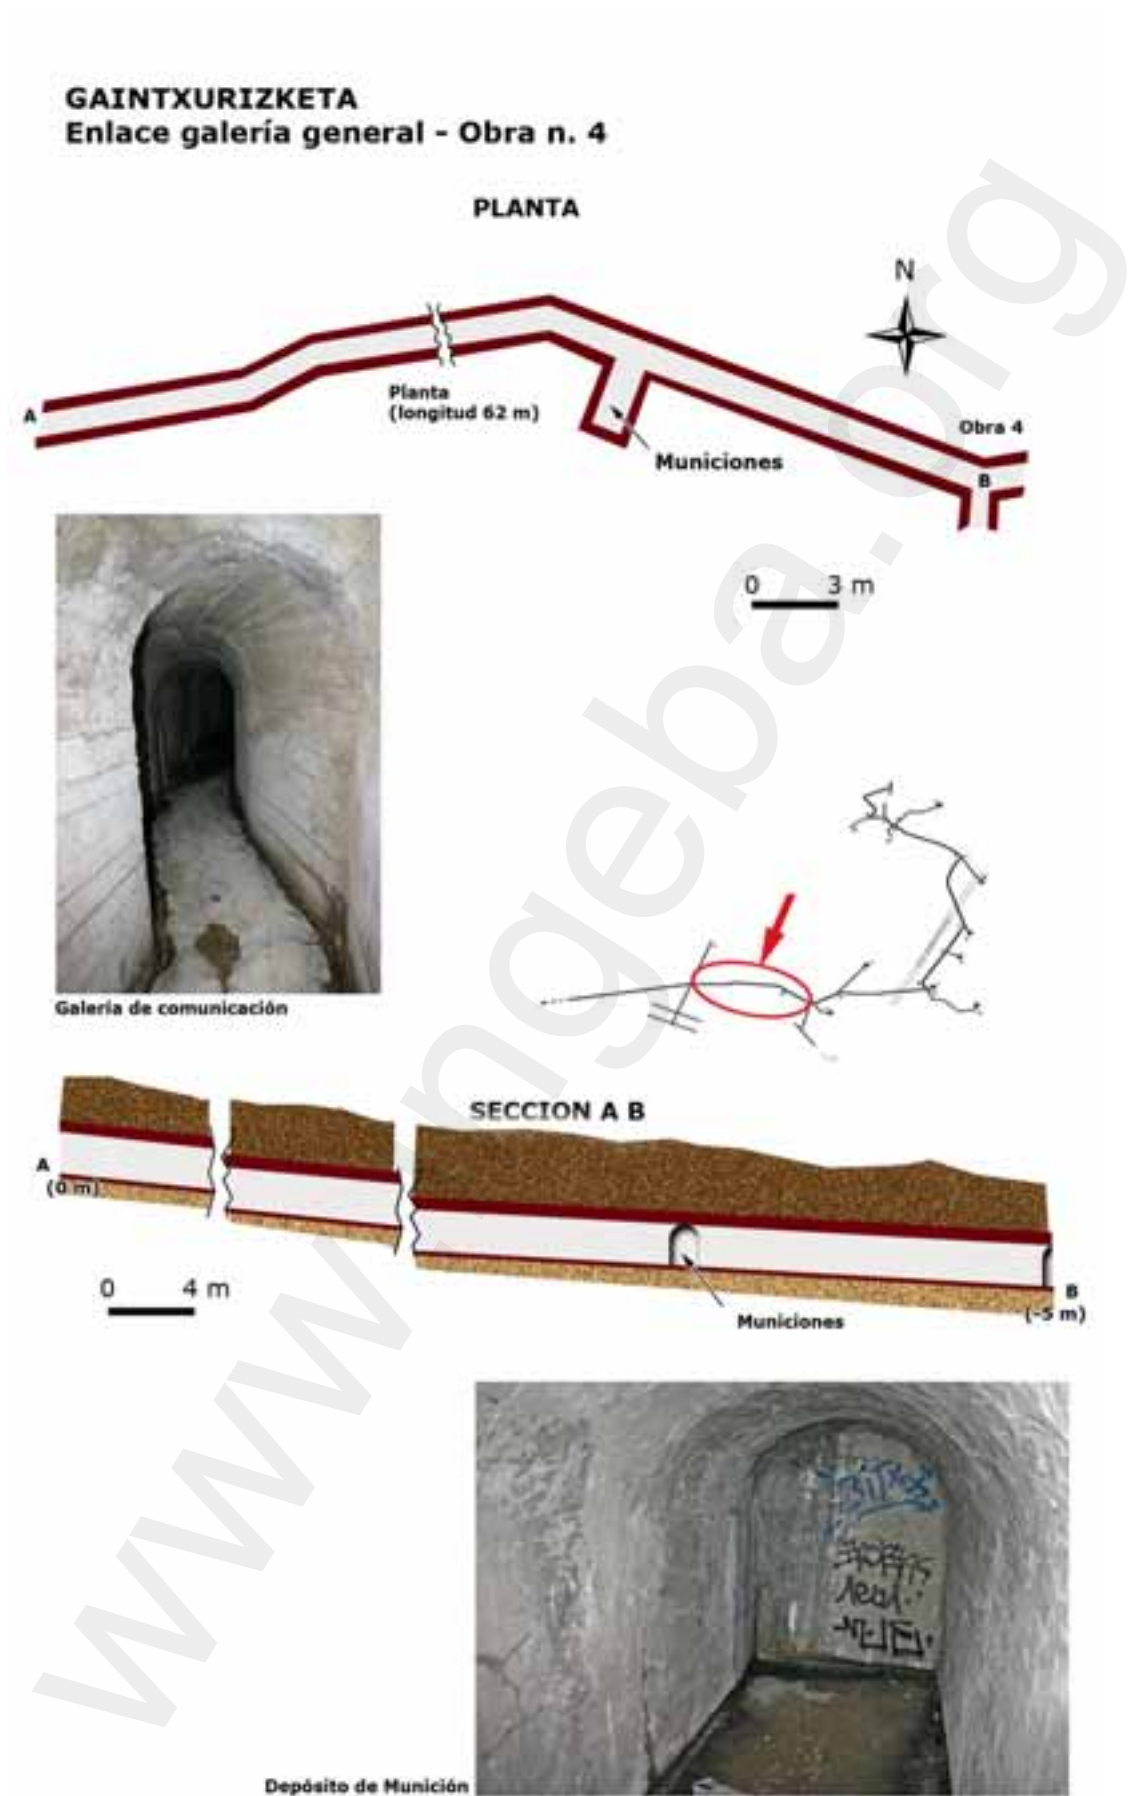 GAINTXURIZKETA
Enlace galería general - Obra n. 4
PLANTA
N
A
Planta
(longitud 62 m)
Municiones
Obra 4
B
0 3 m
Galería de comunicación
SECCION A B
A
(0 m)
0 4 m
Municiones
B
(-5 m)
Depósito de Munición
www.ingeba.org